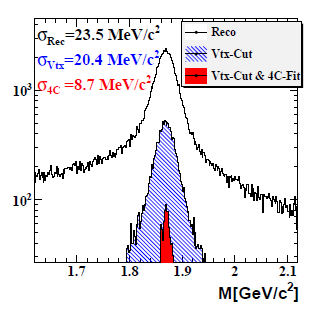 σRec=23.5 MeV/c²
σVtx=20.4 MeV/c²
σ4C =8.7 MeV/c²
Reco
Vtx-Cut
Vtx-Cut & 4C-Fit
10³
10²
1.7 1.8 1.9 2 2.1
M[GeV/c²]